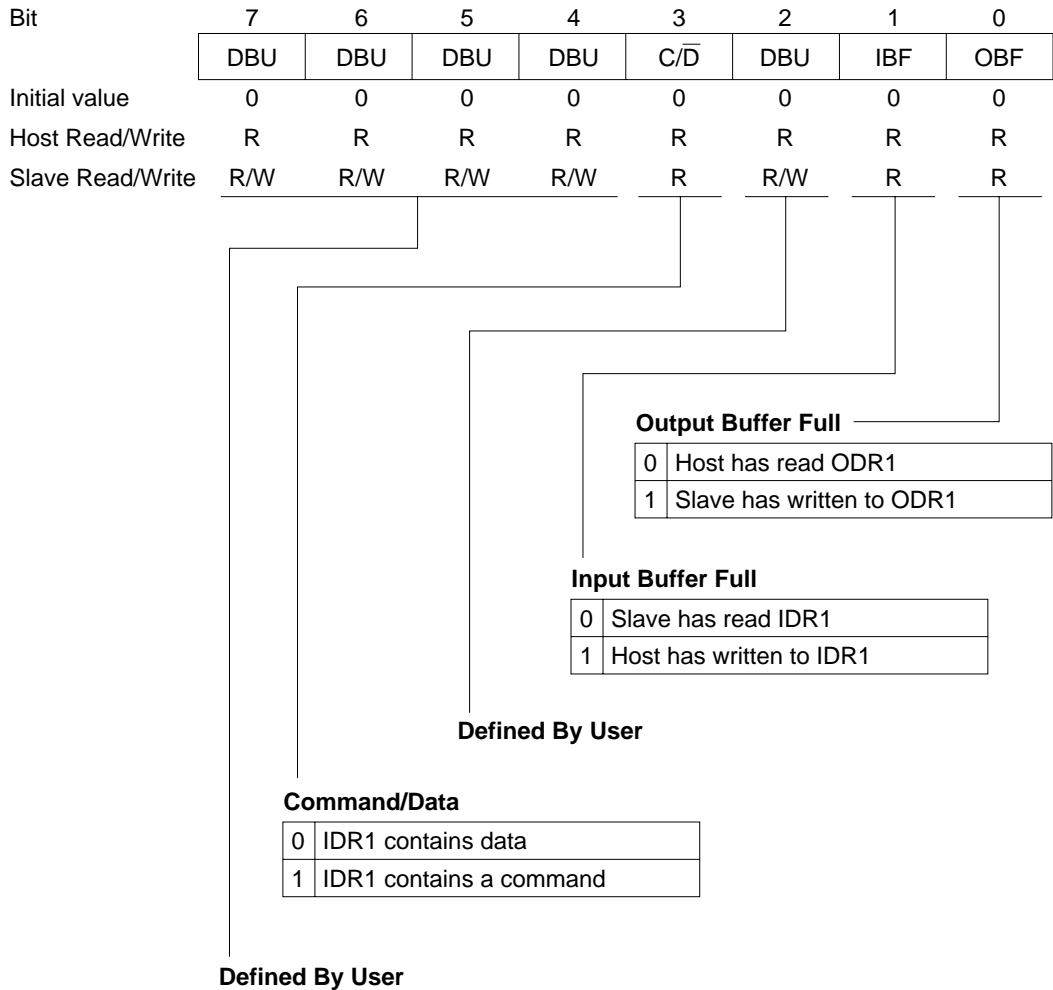 Bit 7 6 5 4 3 2 1 0
DBU DBU DBU DBU C/D̅ DBU IBF OBF
Initial value 0 0 0 0 0 0 0 0
Host Read/Write R R R R R R R R
Slave Read/Write R/W R/W R/W R/W R R/W R R
Output Buffer Full
0 Host has read ODR1
1 Slave has written to ODR1
Input Buffer Full
0 Slave has read IDR1
1 Host has written to IDR1
Defined By User
Command/Data
0 IDR1 contains data
1 IDR1 contains a command
Defined By User